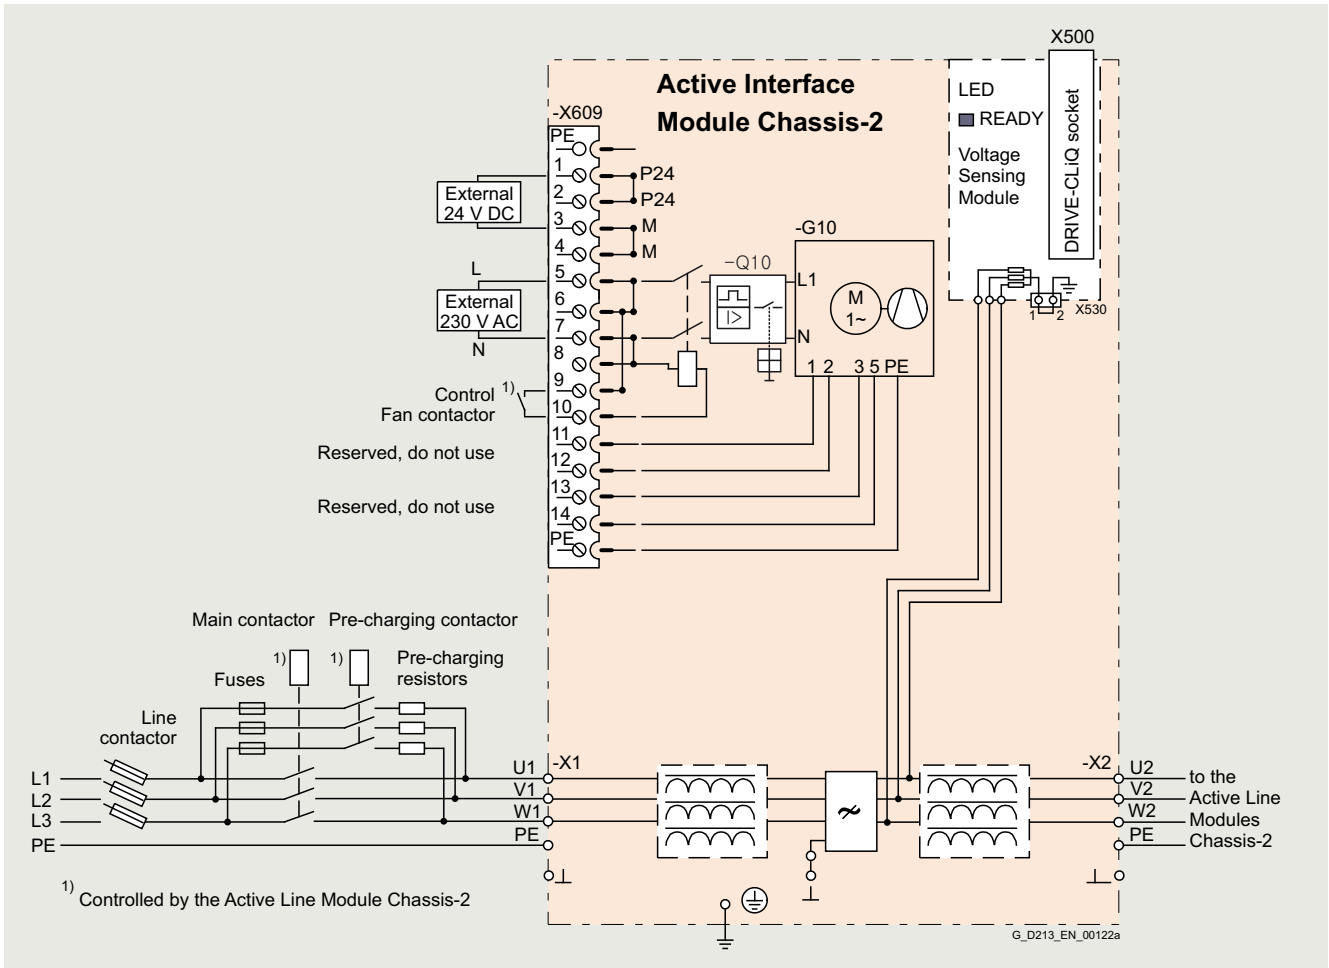 X500
Active Interface
Module Chassis-2
LED
READY
Voltage
Sensing
Module
DRIVE-CLiQ socket
-X609
PE
1
2
3
4
5
6
7
8
9
10
11
12
13
14
PE
P24
P24
M
M
External
24 V DC
L
External
230 V AC
N
Control 1)
Fan contactor
Reserved, do not use
Reserved, do not use
-Q10
-G10
L1
N
M
1~
1 2 3 5 PE
1 2
X530
Main contactor
Pre-charging contactor
1)
1)
Fuses
Pre-charging
resistors
Line
contactor
L1
L2
L3
PE
U1
V1
W1
PE
-X1
-X2
U2
V2
W2
PE
to the
Active Line
Modules
Chassis-2
1) Controlled by the Active Line Module Chassis-2
G_D213_EN_00122a